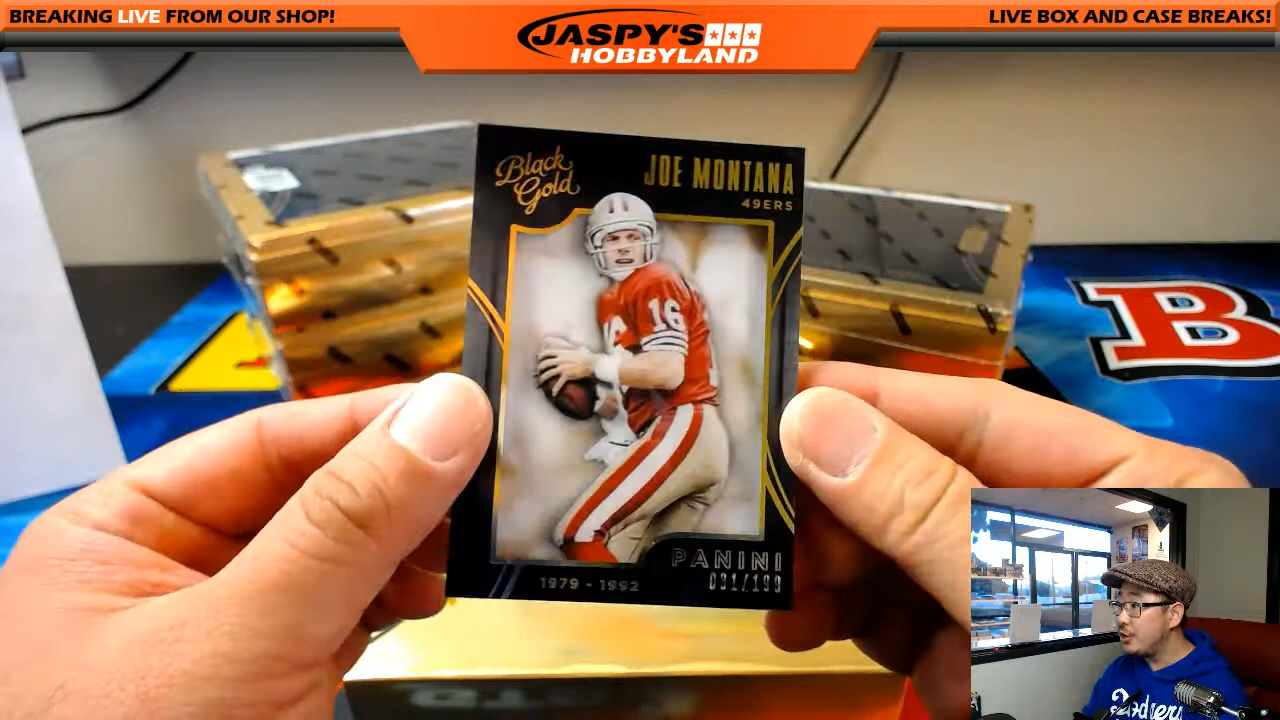 BREAKING LIVE FROM OUR SHOP!
JASPY'S
HOBBYLAND
LIVE BOX AND CASE BREAKS!
Black
Gold
JOE MONTANA
49ERS
16
B
PANINI
1979 - 1992
091/199
Dodgers